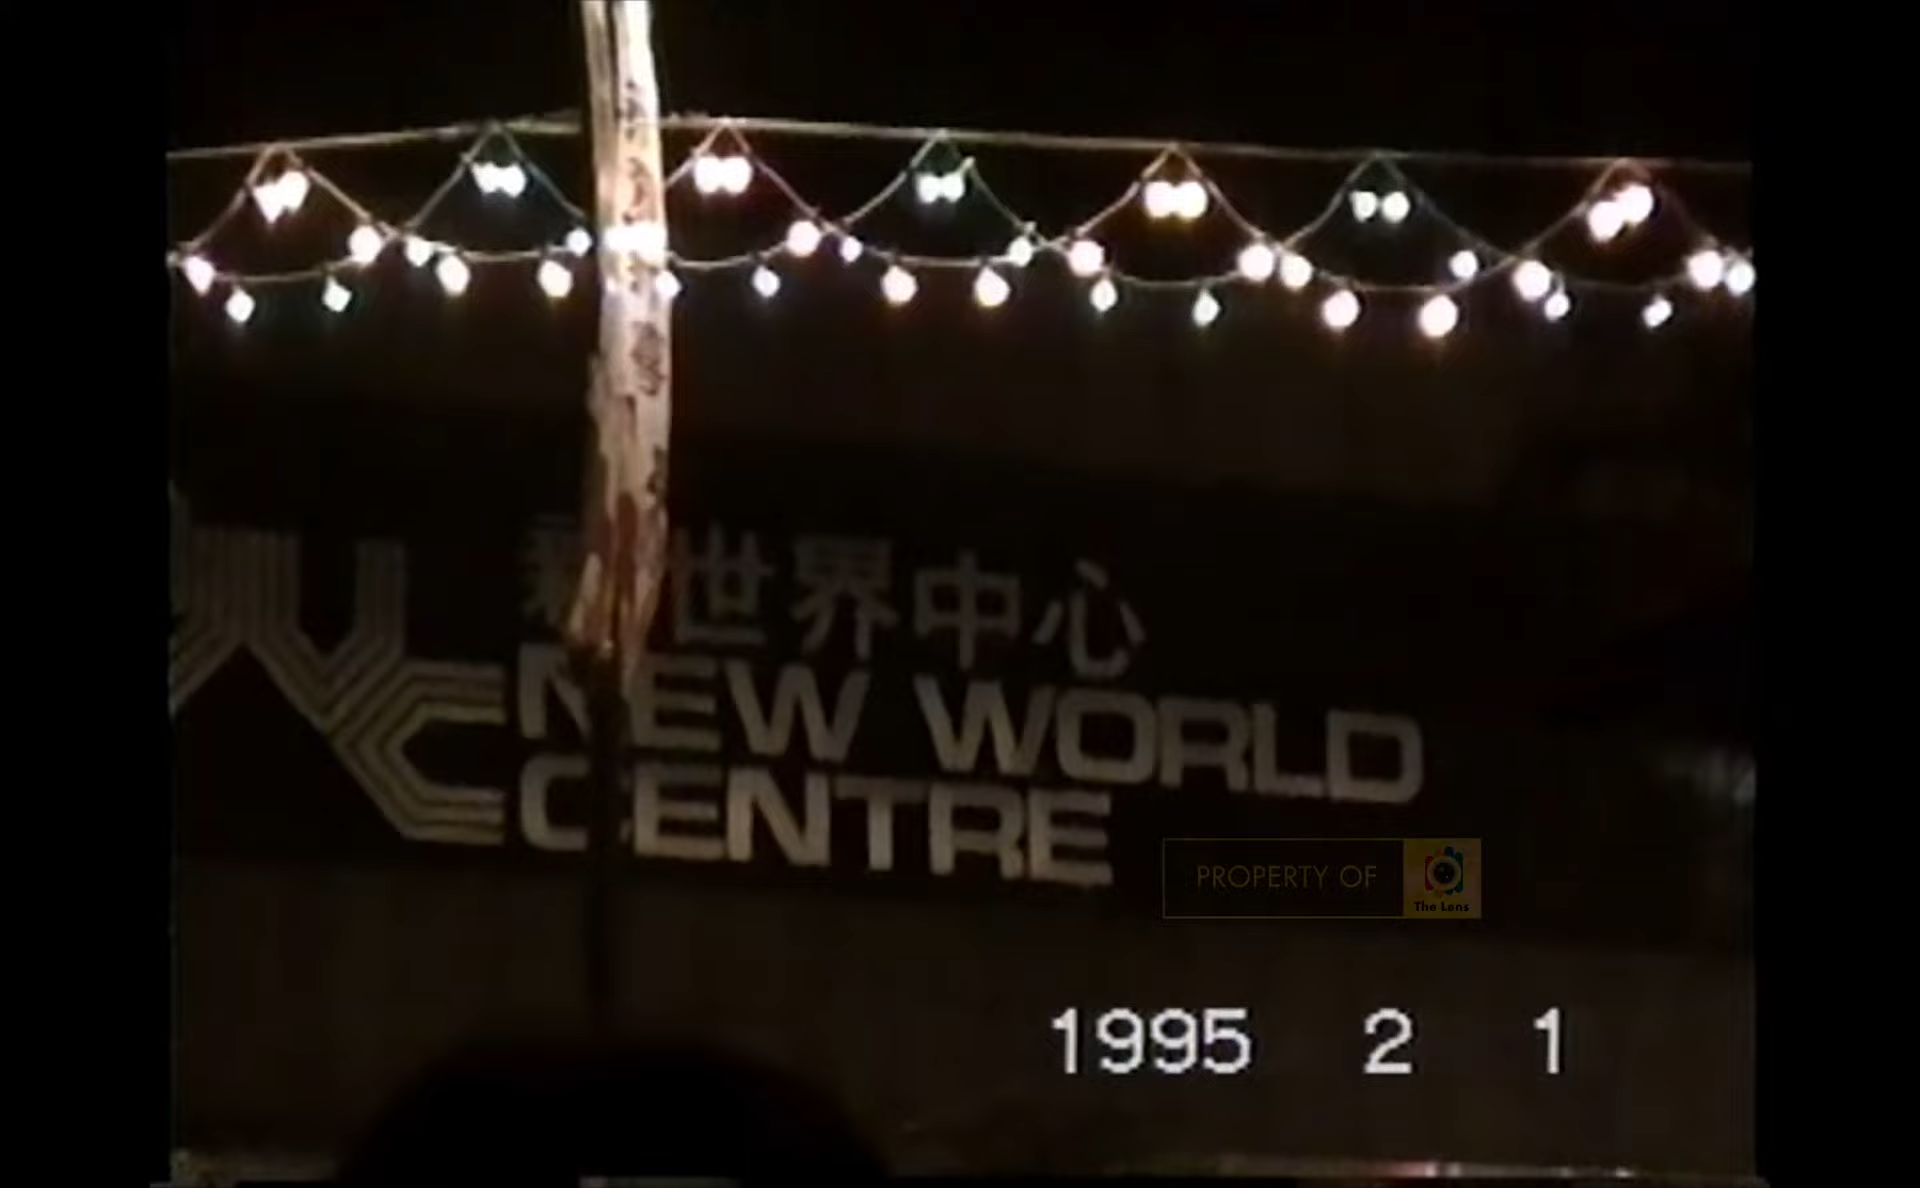 新世界中心
NEW WORLD
CENTRE
PROPERTY OF
The Lens
1995 2 1